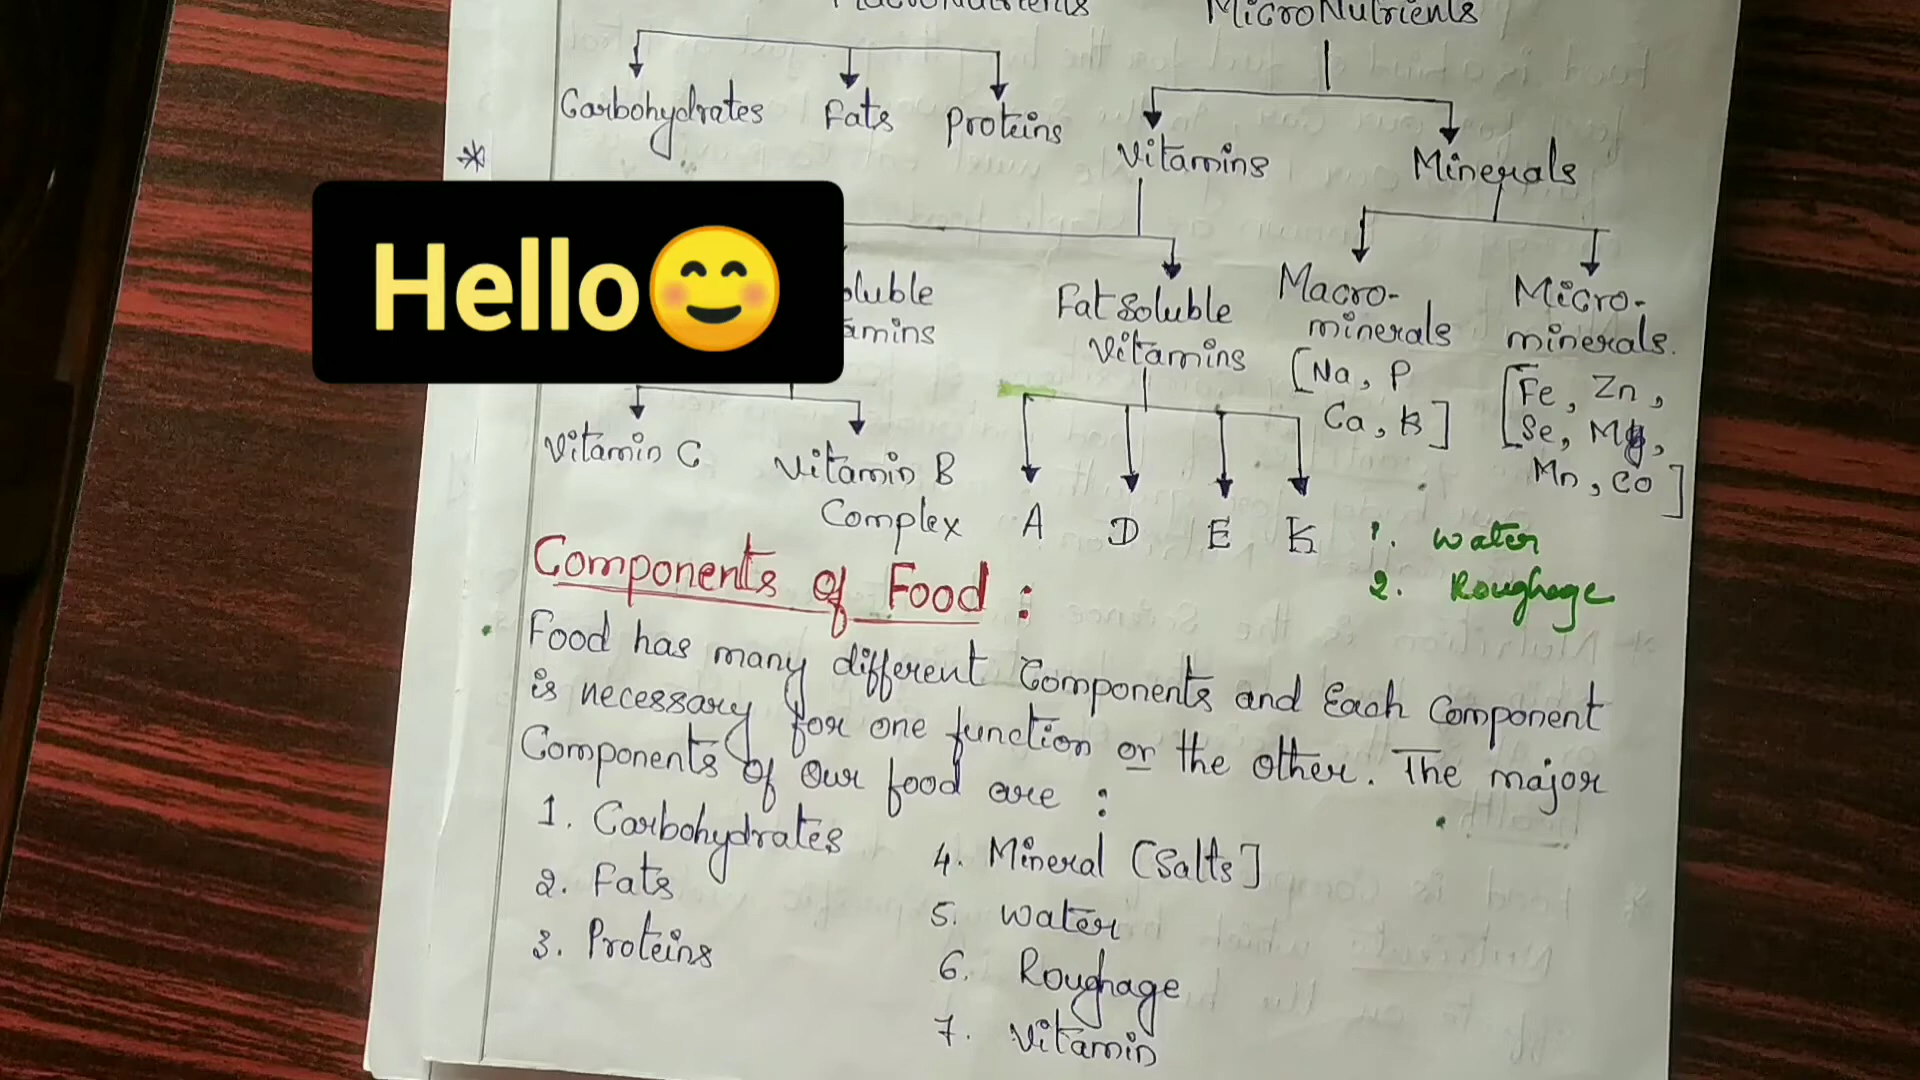 MacroNutrients MicroNutrients
Carbohydrates Fats Proteins
Vitamins Minerals
*
Hello😊
oluble
amins
Fat Soluble
Vitamins
Macro-
minerals
[Na, P
Ca, K]
Micro-
minerals.
[Fe, Zn,
Se, Mg,
Mn, Co]
Vitamin C
Vitamin B
Complex
A D E K
1. Water
2. Roughage
Components of Food :
Food has many different Components and Each Component
is necessary for one function or the other. The major
Components of our food are :
1. Carbohydrates
2. Fats
3. Proteins
4. Mineral [Salts]
5. Water
6. Roughage
7. Vitamin